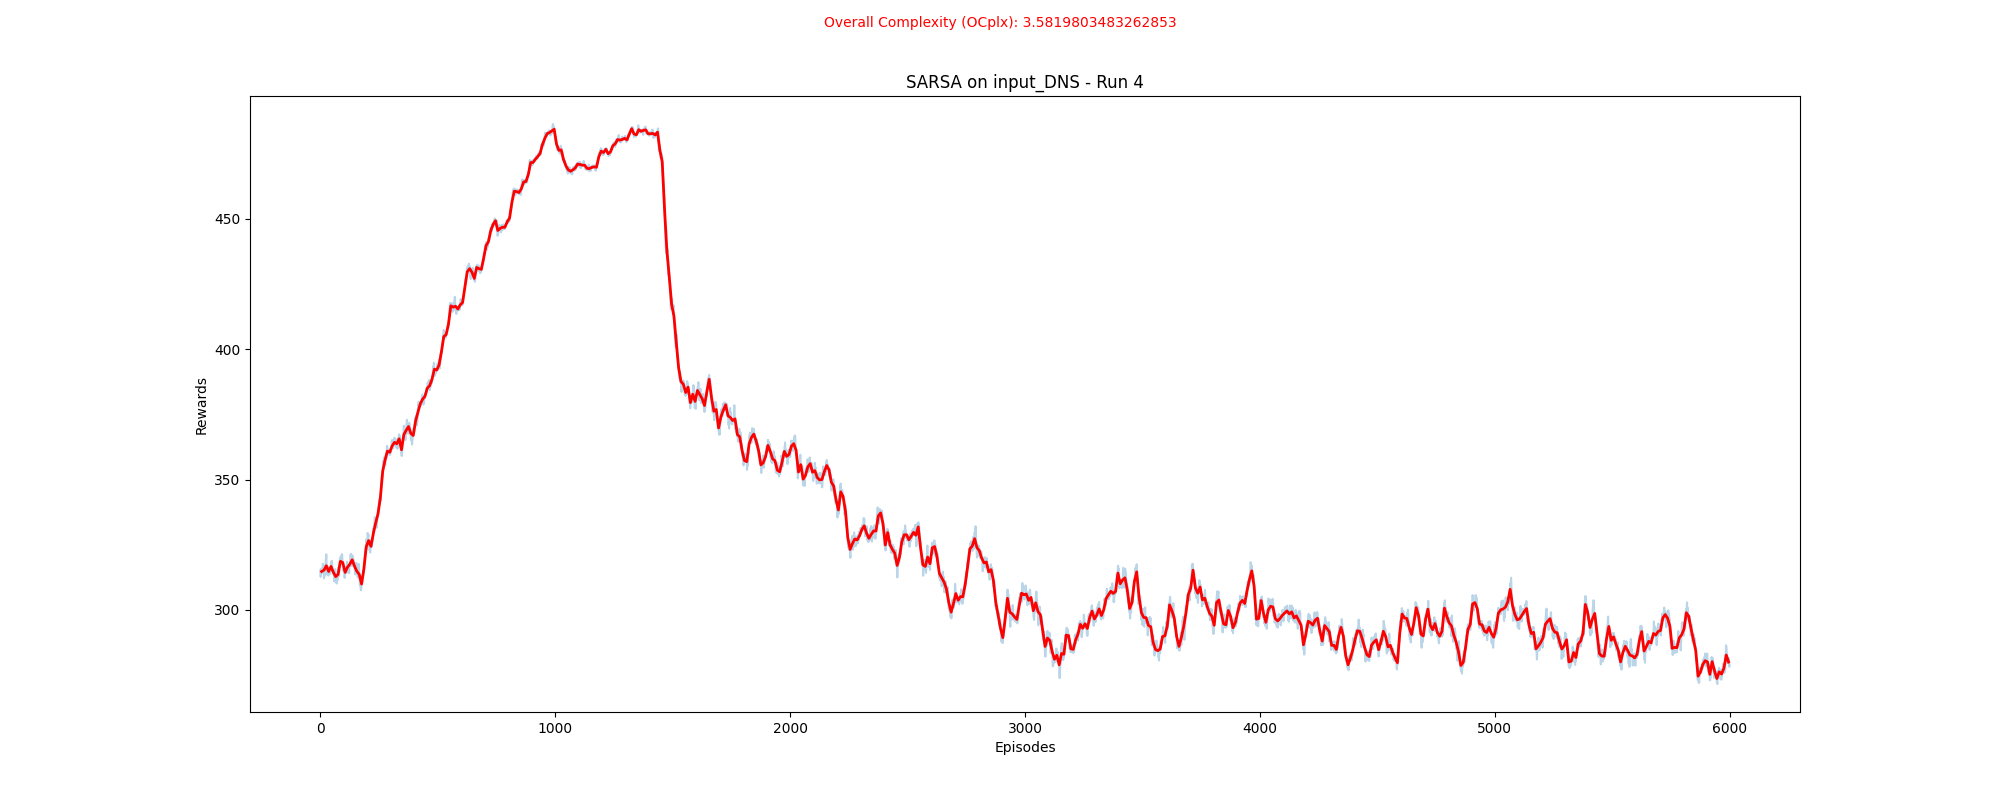 Overall Complexity (OCplx): 3.5819803483262853
SARSA on input_DNS - Run 4
Rewards
450
400
350
300
0 1000 2000 3000 4000 5000 6000
Episodes